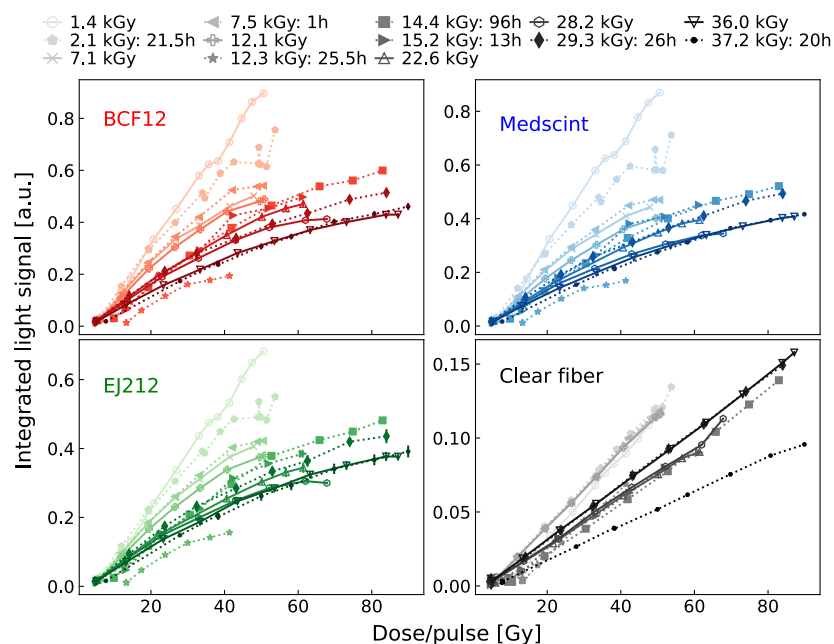 1.4 kGy 7.5 kGy: 1h 14.4 kGy: 96h 28.2 kGy 36.0 kGy
2.1 kGy: 21.5h 12.1 kGy 15.2 kGy: 13h 29.3 kGy: 26h 37.2 kGy: 20h
7.1 kGy 12.3 kGy: 25.5h 22.6 kGy
BCF12
0.8
0.6
0.4
0.2
0.0
Medscint
0.8
0.6
0.4
0.2
0.0
Integrated light signal [a.u.]
EJ212
0.6
0.4
0.2
0.0
20 40 60 80
Clear fiber
0.15
0.10
0.05
0.00
20 40 60 80
Dose/pulse [Gy]